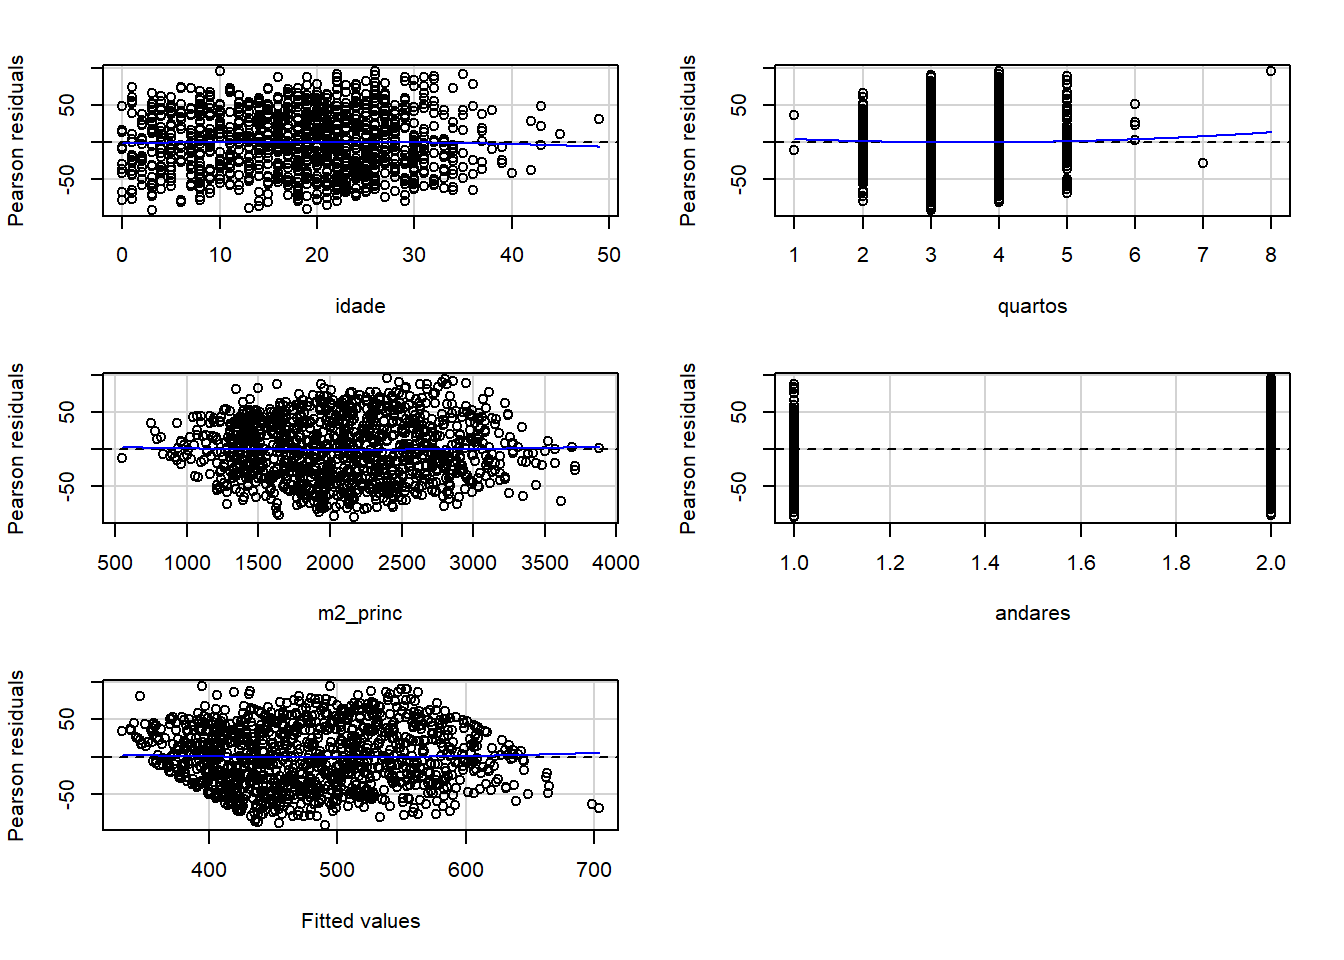 Pearson residuals
50
-50
0 10 20 30 40 50
idade
Pearson residuals
50
-50
1 2 3 4 5 6 7 8
quartos
Pearson residuals
50
-50
500 1000 1500 2000 2500 3000 3500 4000
m2_princ
Pearson residuals
50
-50
1.0 1.2 1.4 1.6 1.8 2.0
andares
Pearson residuals
50
-50
400 500 600 700
Fitted values